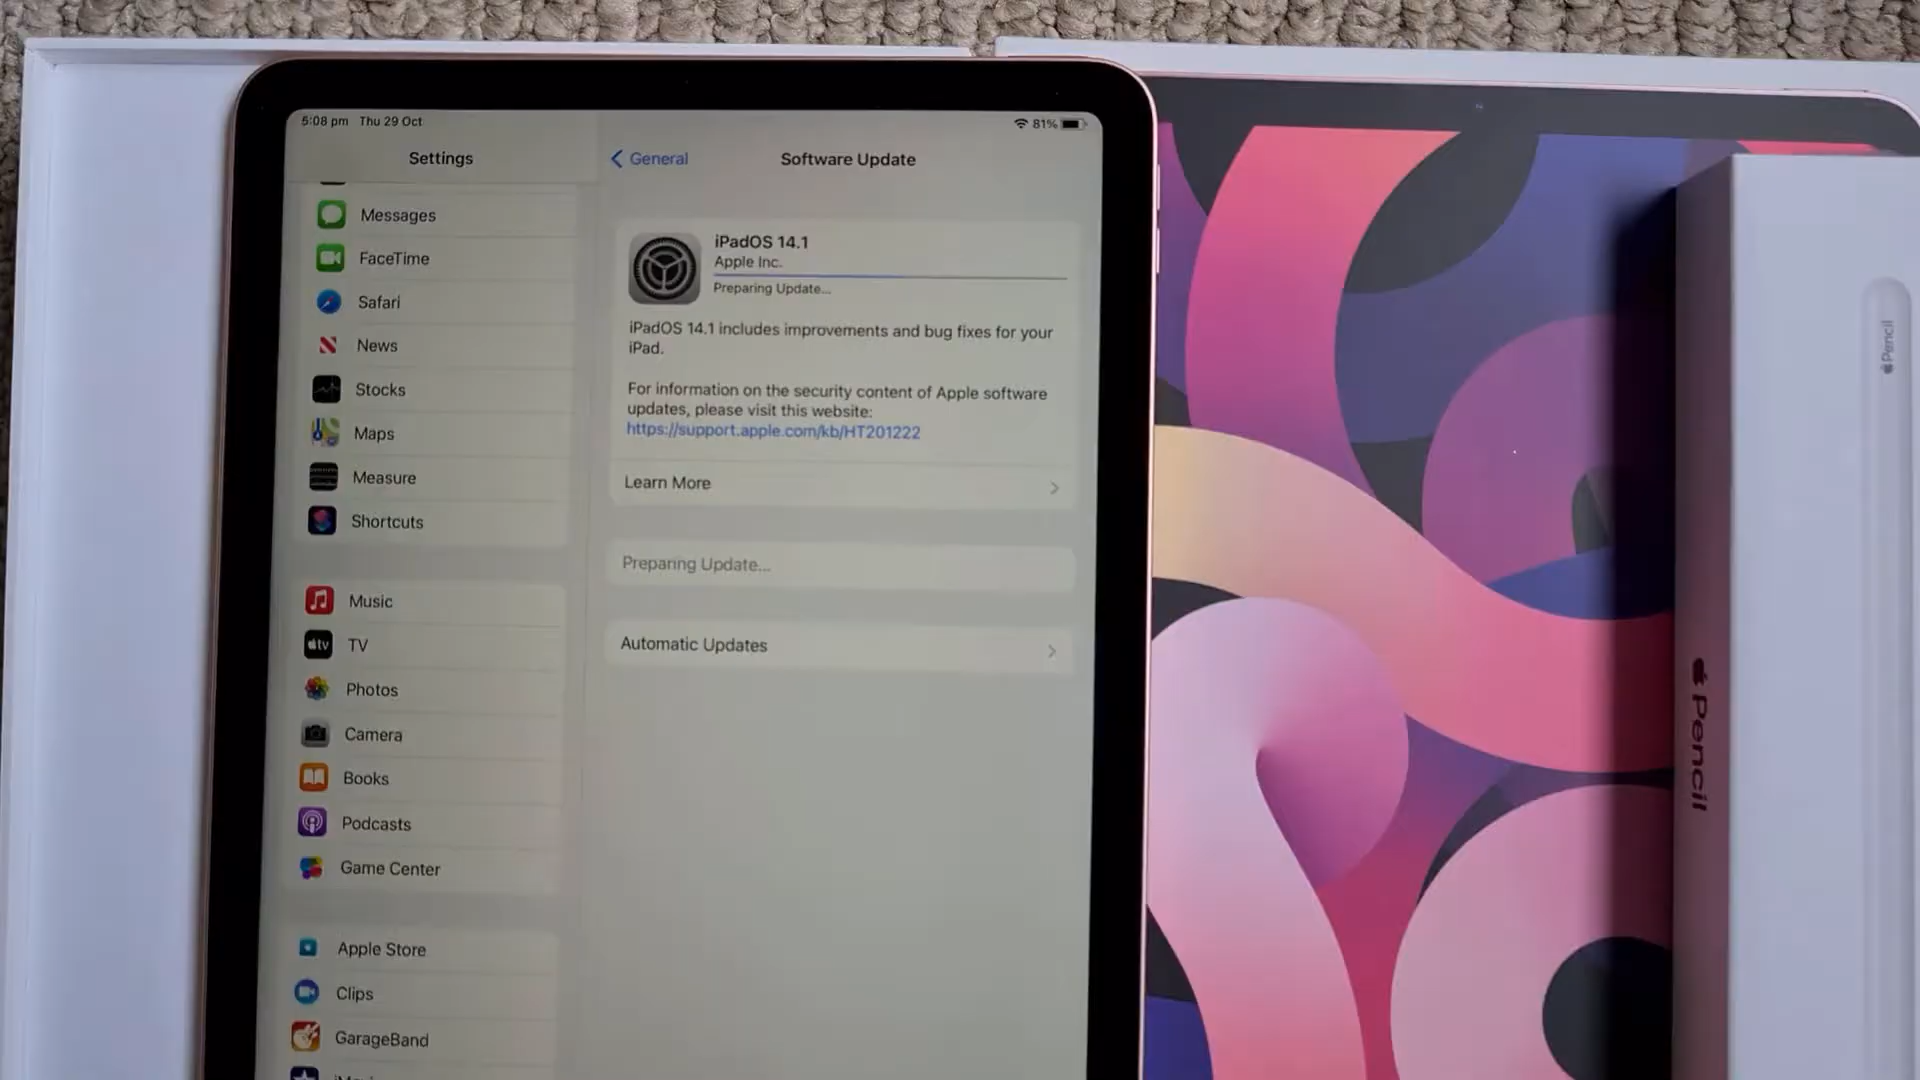 5:08 pm Thu 29 Oct
81%
Settings
Messages
FaceTime
Safari
News
Stocks
Maps
Measure
Shortcuts
Music
TV
Photos
Camera
Books
Podcasts
Game Center
Apple Store
Clips
GarageBand
General
Software Update
iPadOS 14.1
Apple Inc.
Preparing Update...
iPadOS 14.1 includes improvements and bug fixes for your
iPad.
For information on the security content of Apple software
updates, please visit this website:
https://support.apple.com/kb/HT201222
Learn More
Preparing Update...
Automatic Updates
tv
Pencil
Pencil